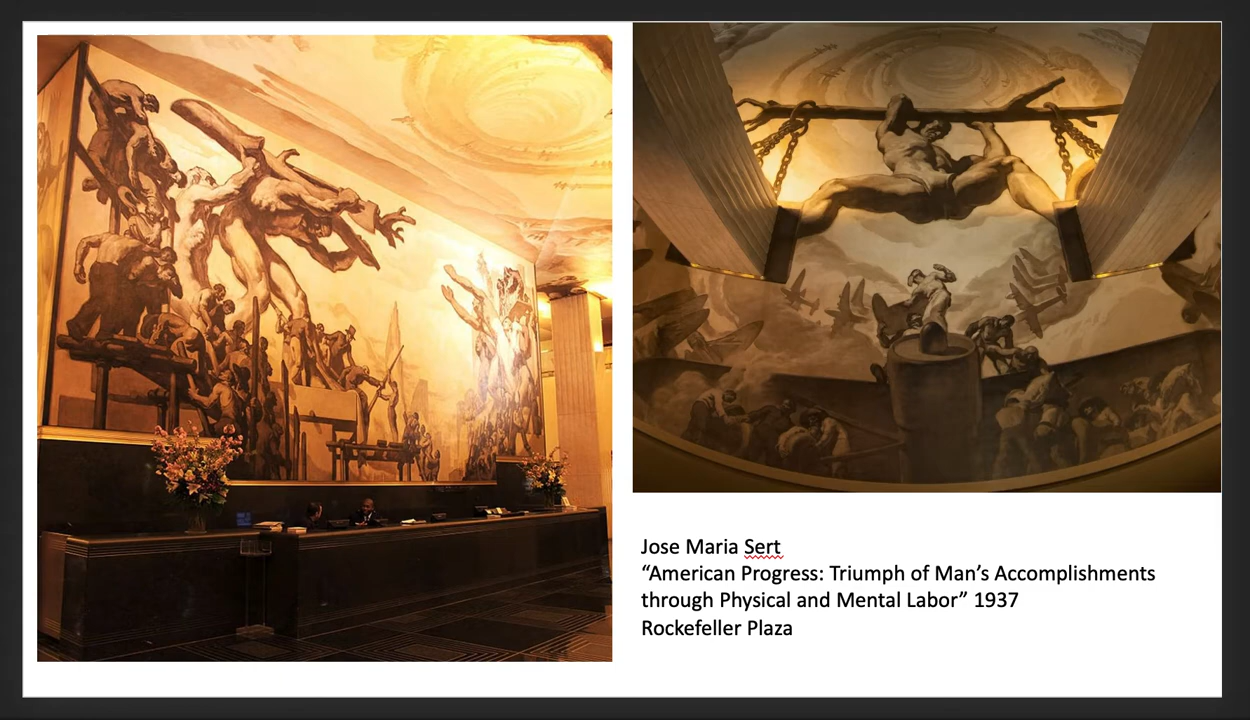 Jose Maria Sert
“American Progress: Triumph of Man’s Accomplishments
through Physical and Mental Labor” 1937
Rockefeller Plaza